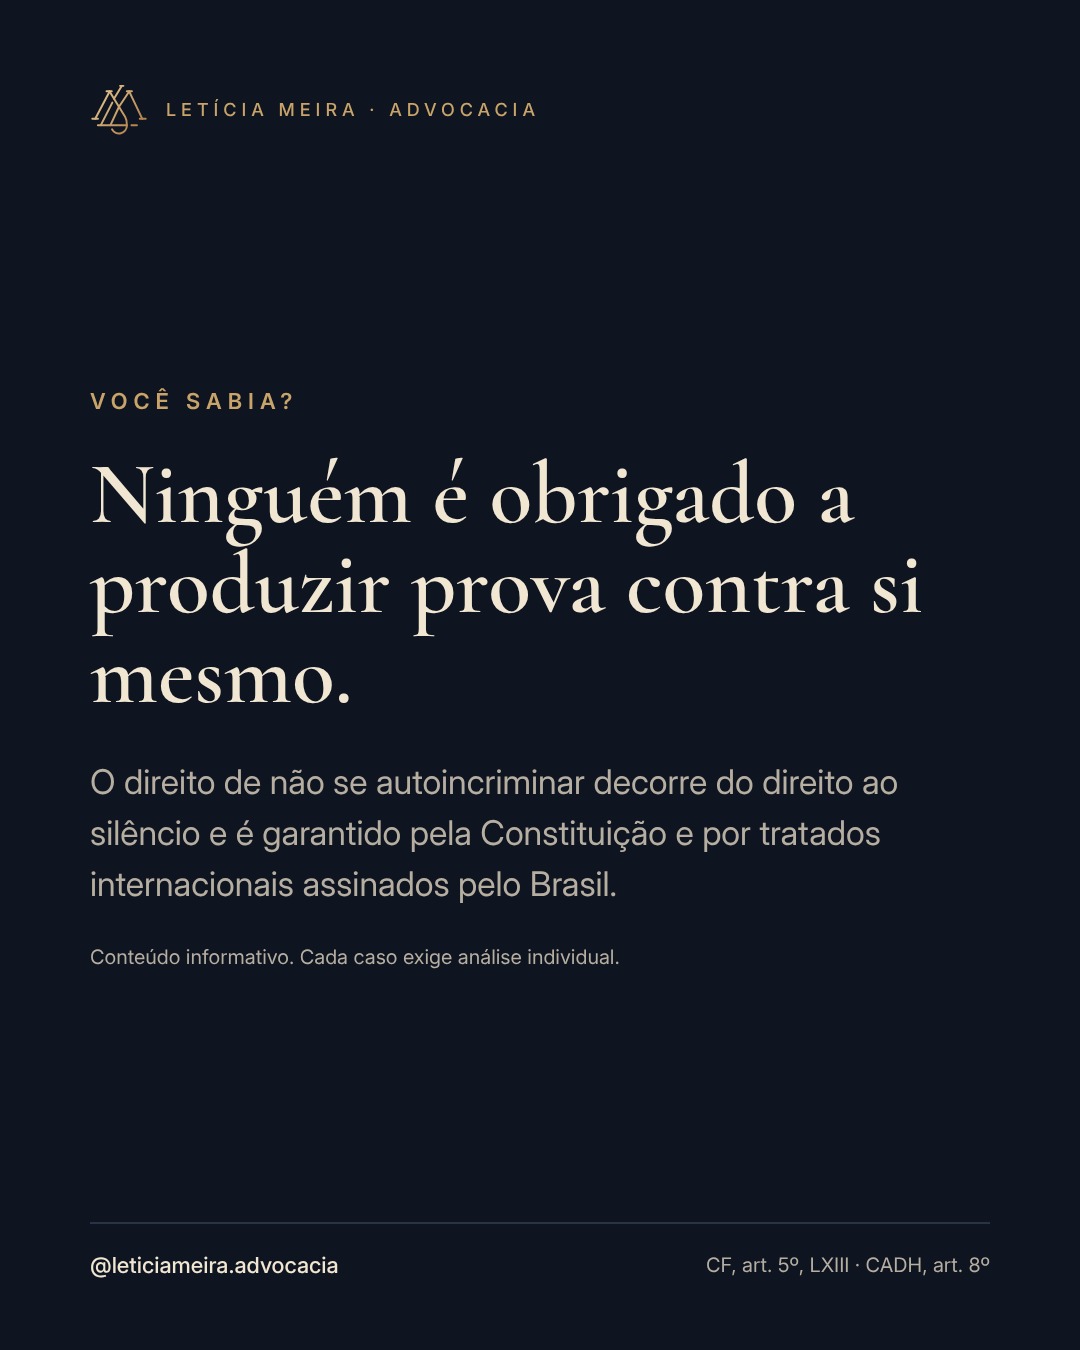 LETÍCIA MEIRA · ADVOCACIA
VOCÊ SABIA?
Ninguém é obrigado a
produzir prova contra si
mesmo.
O direito de não se autoincriminar decorre do direito ao
silêncio e é garantido pela Constituição e por tratados
internacionais assinados pelo Brasil.
Conteúdo informativo. Cada caso exige análise individual.
@leticiameira.advocacia
CF, art. 5º, LXIII · CADH, art. 8º